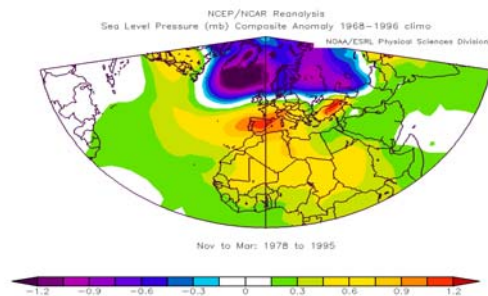 NCEP/NCAR Reanalysis
Sea Level Pressure (mb) Composite Anomaly 1968-1996 climo
NOAA/ESRL Physical Sciences Division
Nov to Mar: 1978 to 1995
-1.2 -0.9 -0.6 -0.3 0 0.3 0.6 0.9 1.2